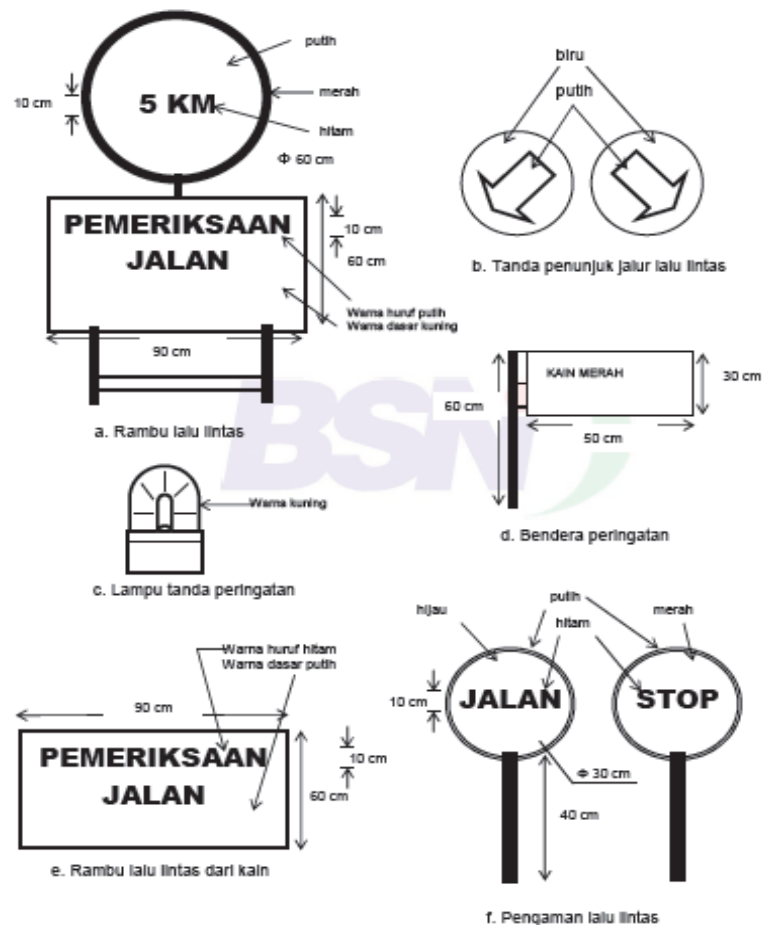 putih
merah
10 cm
5 KM
hitam
Φ 60 cm
PEMERIKSAAN
JALAN
10 cm
60 cm
Warna huruf putih
Warna dasar kuning
90 cm
a. Rambu lalu lintas
biru
putih
b. Tanda penunjuk jalur lalu lintas
Warna kuning
c. Lampu tanda peringatan
KAIN MERAH
30 cm
60 cm
50 cm
d. Bendera peringatan
BSN
Warna huruf hitam
Warna dasar putih
90 cm
PEMERIKSAAN
JALAN
10 cm
60 cm
e. Rambu lalu lintas dari kain
hijau
putih
hitam
merah
10 cm
JALAN
STOP
Φ 30 cm
40 cm
f. Pengaman lalu lintas